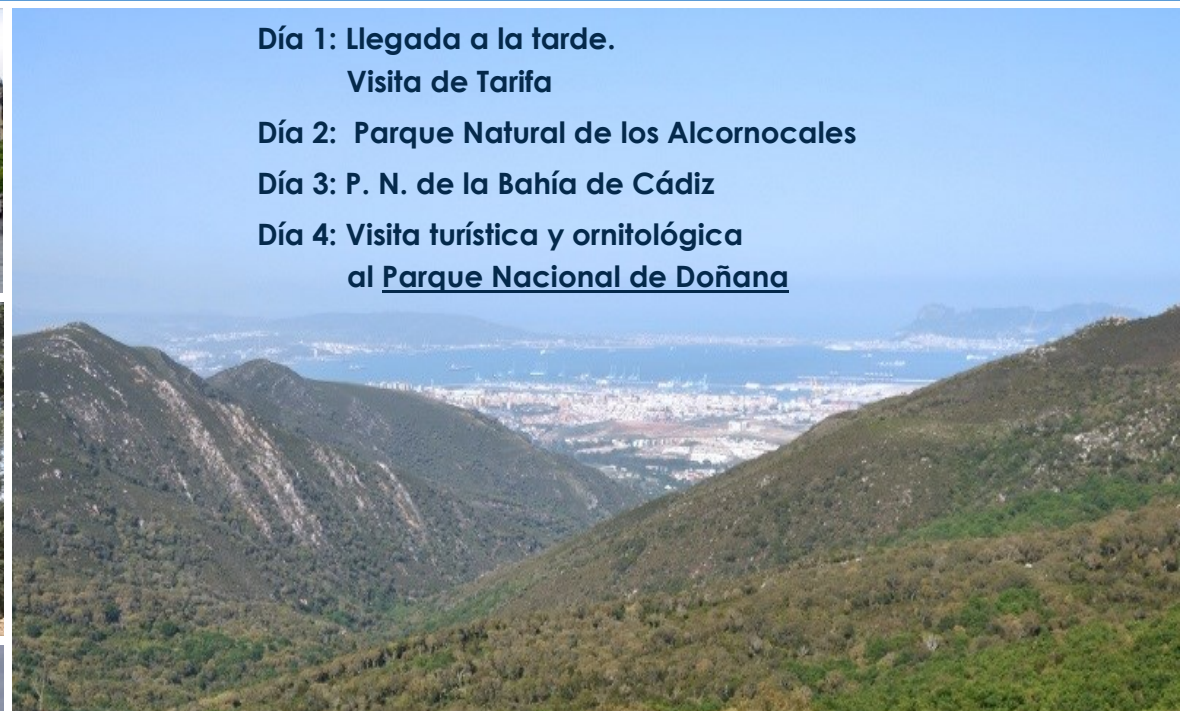 Día 1: Llegada a la tarde.
Visita de Tarifa
Día 2: Parque Natural de los Alcornocales
Día 3: P. N. de la Bahía de Cádiz
Día 4: Visita turística y ornitológica
al Parque Nacional de Doñana